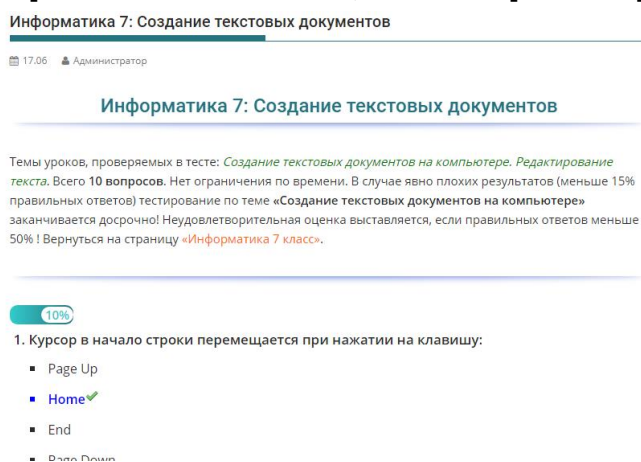 Информатика 7: Создание текстовых документов
17.06 Администратор
Информатика 7: Создание текстовых документов
Темы уроков, проверяемых в тесте: Создание текстовых документов на компьютере. Редактирование
текста. Всего 10 вопросов. Нет ограничения по времени. В случае явно плохих результатов (меньше 15%
правильных ответов) тестирование по теме «Создание текстовых документов на компьютере»
заканчивается досрочно! Неудовлетворительная оценка выставляется, если правильных ответов меньше
50% ! Вернуться на страницу «Информатика 7 класс».
10%
1. Курсор в начало строки перемещается при нажатии на клавишу:
Page Up
Home
End
Page Down